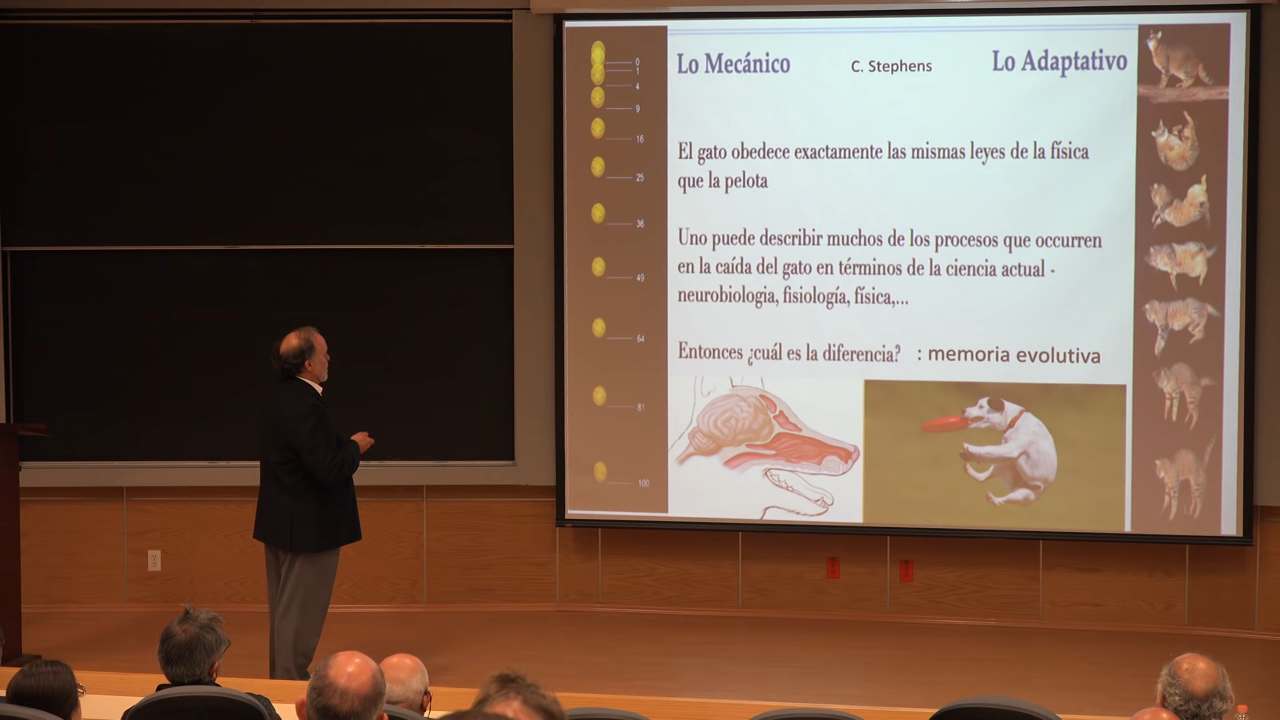 Lo Mecánico
C. Stephens
Lo Adaptativo
El gato obedece exactamente las mismas leyes de la física
que la pelota
Uno puede describir muchos de los procesos que occurren
en la caída del gato en términos de la ciencia actual -
neurobiologia, fisiología, física,...
Entonces ¿cuál es la diferencia? : memoria evolutiva
0
1
4
9
16
25
36
49
64
81
100